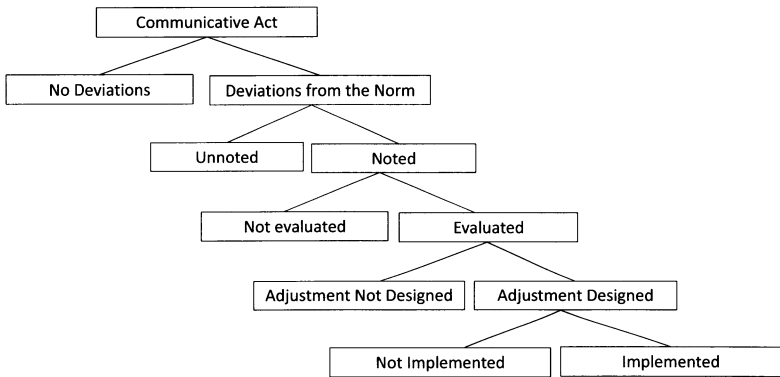 Communicative Act
No Deviations
Deviations from the Norm
Unnoted
Noted
Not evaluated
Evaluated
Adjustment Not Designed
Adjustment Designed
Not Implemented
Implemented